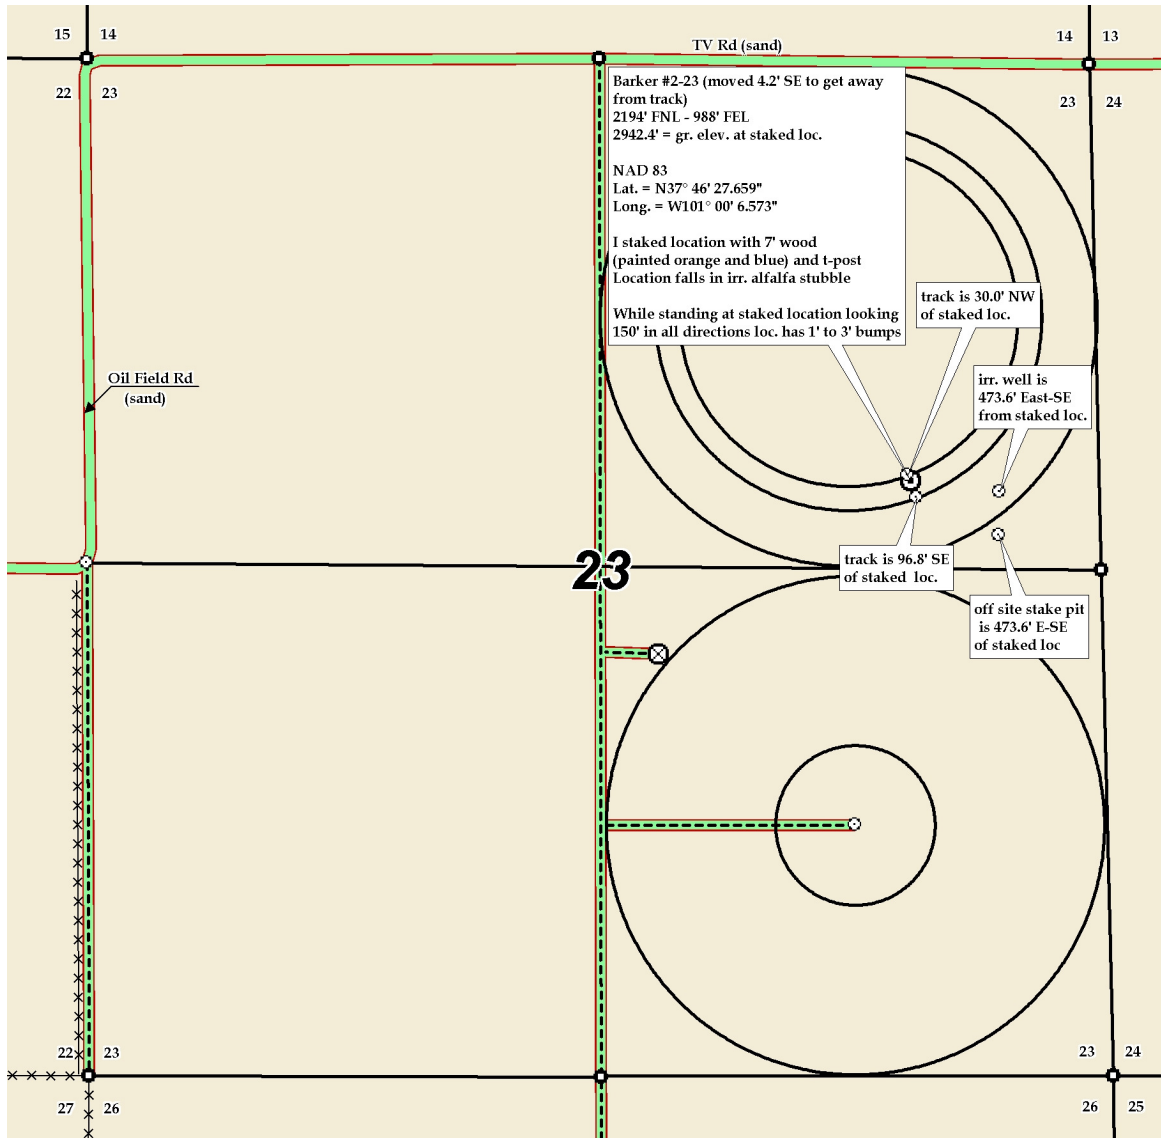 15 14
14 13
TV Rd (sand)
22 23
23 24
Barker #2-23 (moved 4.2' SE to get away
from track)
2194' FNL - 988' FEL
2942.4' = gr. elev. at staked loc.
NAD 83
Lat. = N37° 46' 27.659"
Long. = W101° 00' 6.573"
I staked location with 7' wood
(painted orange and blue) and t-post
Location falls in irr. alfalfa stubble
While standing at staked location looking
150' in all directions loc. has 1' to 3' bumps
track is 30.0' NW
of staked loc.
Oil Field Rd
(sand)
irr. well is
473.6' East-SE
from staked loc.
track is 96.8' SE
of staked loc.
23
off site stake pit
is 473.6' E-SE
of staked loc
22 23
23 24
27 26
26 25